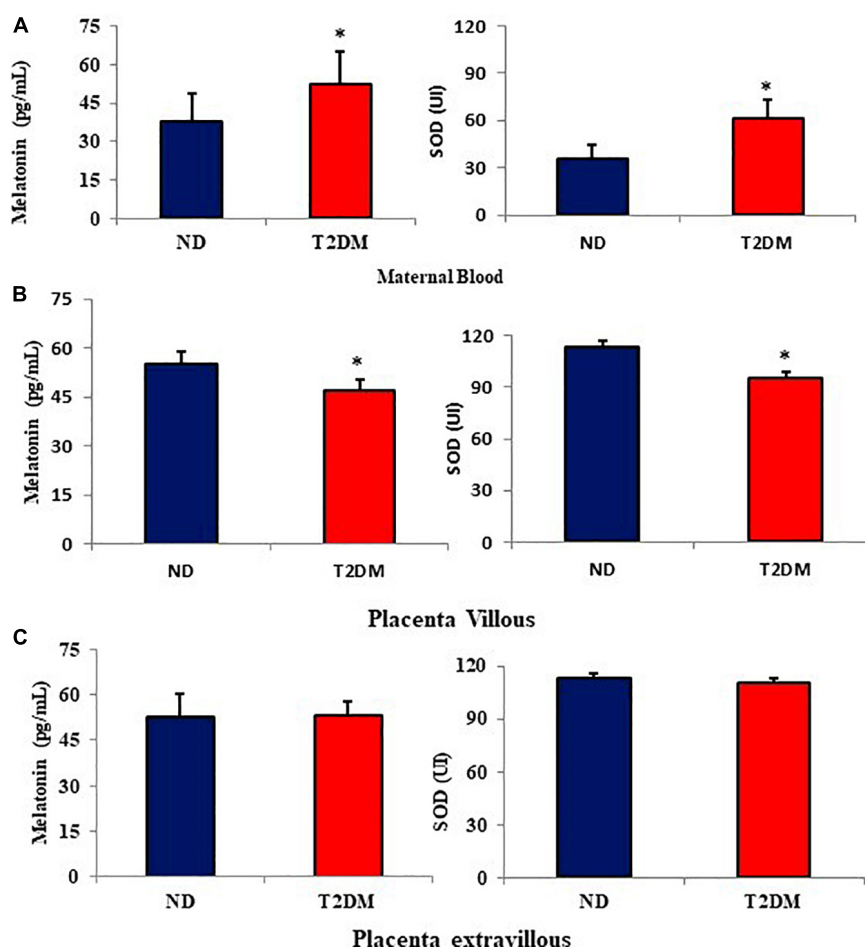 A
Melatonin (pg/mL)
75
60
45
30
15
0
*
ND
T2DM
SOD (UI)
120
90
60
30
0
*
ND
T2DM
Maternal Blood
B
Melatonin (pg/mL)
75
60
45
30
15
0
*
ND
T2DM
SOD (UI)
120
90
60
30
0
*
ND
T2DM
Placenta Villous
C
Melatonin (pg/mL)
75
60
45
30
15
0
ND
T2DM
SOD (UI)
120
90
60
30
0
ND
T2DM
Placenta extravillous